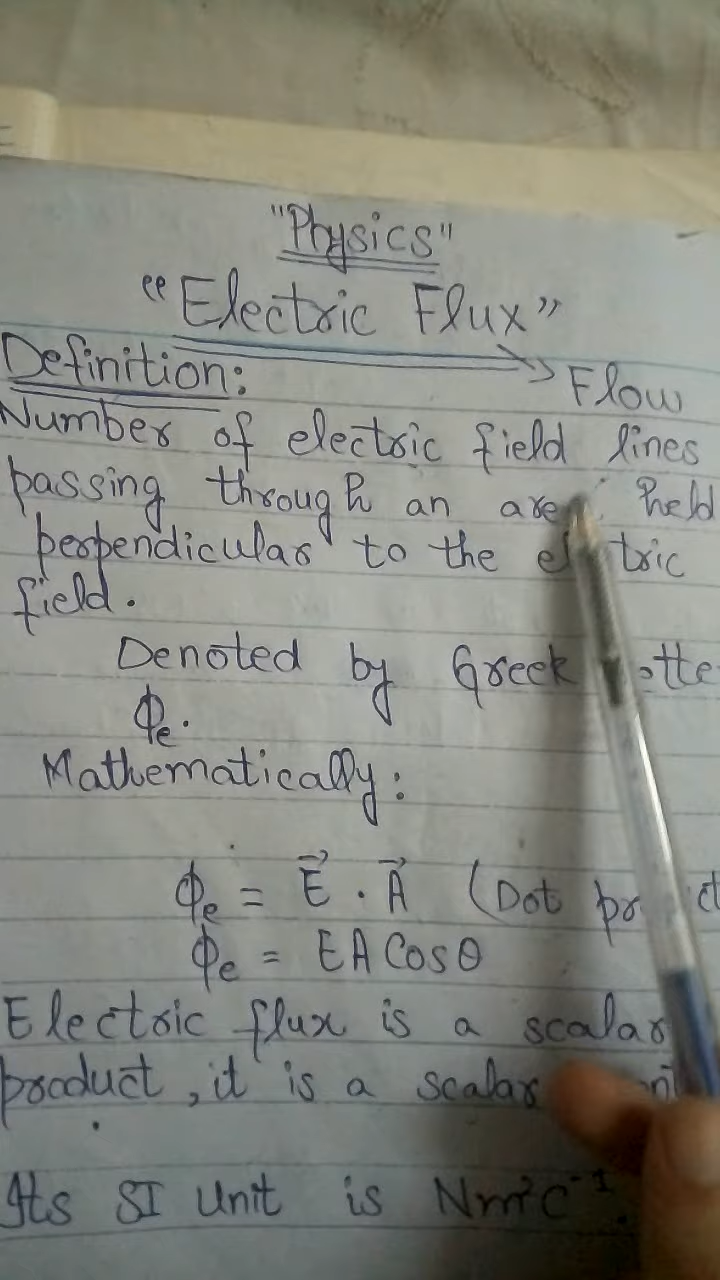 "Physics"
"Electric Flux"
Definition: Flow
Number of electric field lines
passing through an area held
perpendicular to the electric
field.
Denoted by Greek
Φe.
Mathematically:
Φe = E⃗ . A⃗ (Dot product
Φe = EA Cosθ
Electric flux is a scalar
product, it is a scalar
Its SI Unit is Nm²C⁻¹.